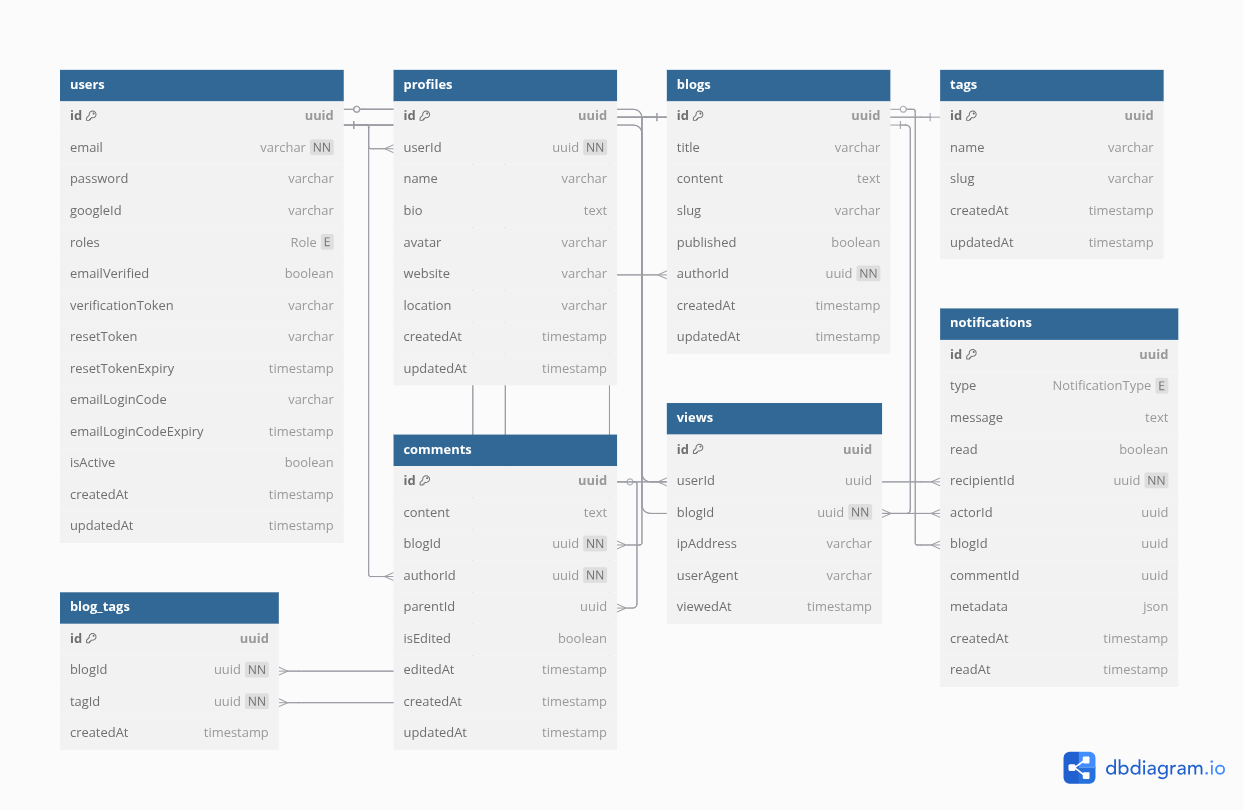 users
id uuid
email varchar NN
password varchar
googleId varchar
roles Role E
emailVerified boolean
verificationToken varchar
resetToken varchar
resetTokenExpiry timestamp
emailLoginCode varchar
emailLoginCodeExpiry timestamp
isActive boolean
createdAt timestamp
updatedAt timestamp
profiles
id uuid
userId uuid NN
name varchar
bio text
avatar varchar
website varchar
location varchar
createdAt timestamp
updatedAt timestamp
blogs
id uuid
title varchar
content text
slug varchar
published boolean
authorId uuid NN
createdAt timestamp
updatedAt timestamp
tags
id uuid
name varchar
slug varchar
createdAt timestamp
updatedAt timestamp
notifications
id uuid
type NotificationType E
message text
read boolean
recipientId uuid NN
actorId uuid
blogId uuid
commentId uuid
metadata json
createdAt timestamp
readAt timestamp
views
id uuid
userId uuid
blogId uuid NN
ipAddress varchar
userAgent varchar
viewedAt timestamp
comments
id uuid
content text
blogId uuid NN
authorId uuid NN
parentId uuid
isEdited boolean
editedAt timestamp
createdAt timestamp
updatedAt timestamp
blog_tags
id uuid
blogId uuid NN
tagId uuid NN
createdAt timestamp
dbdiagram.io